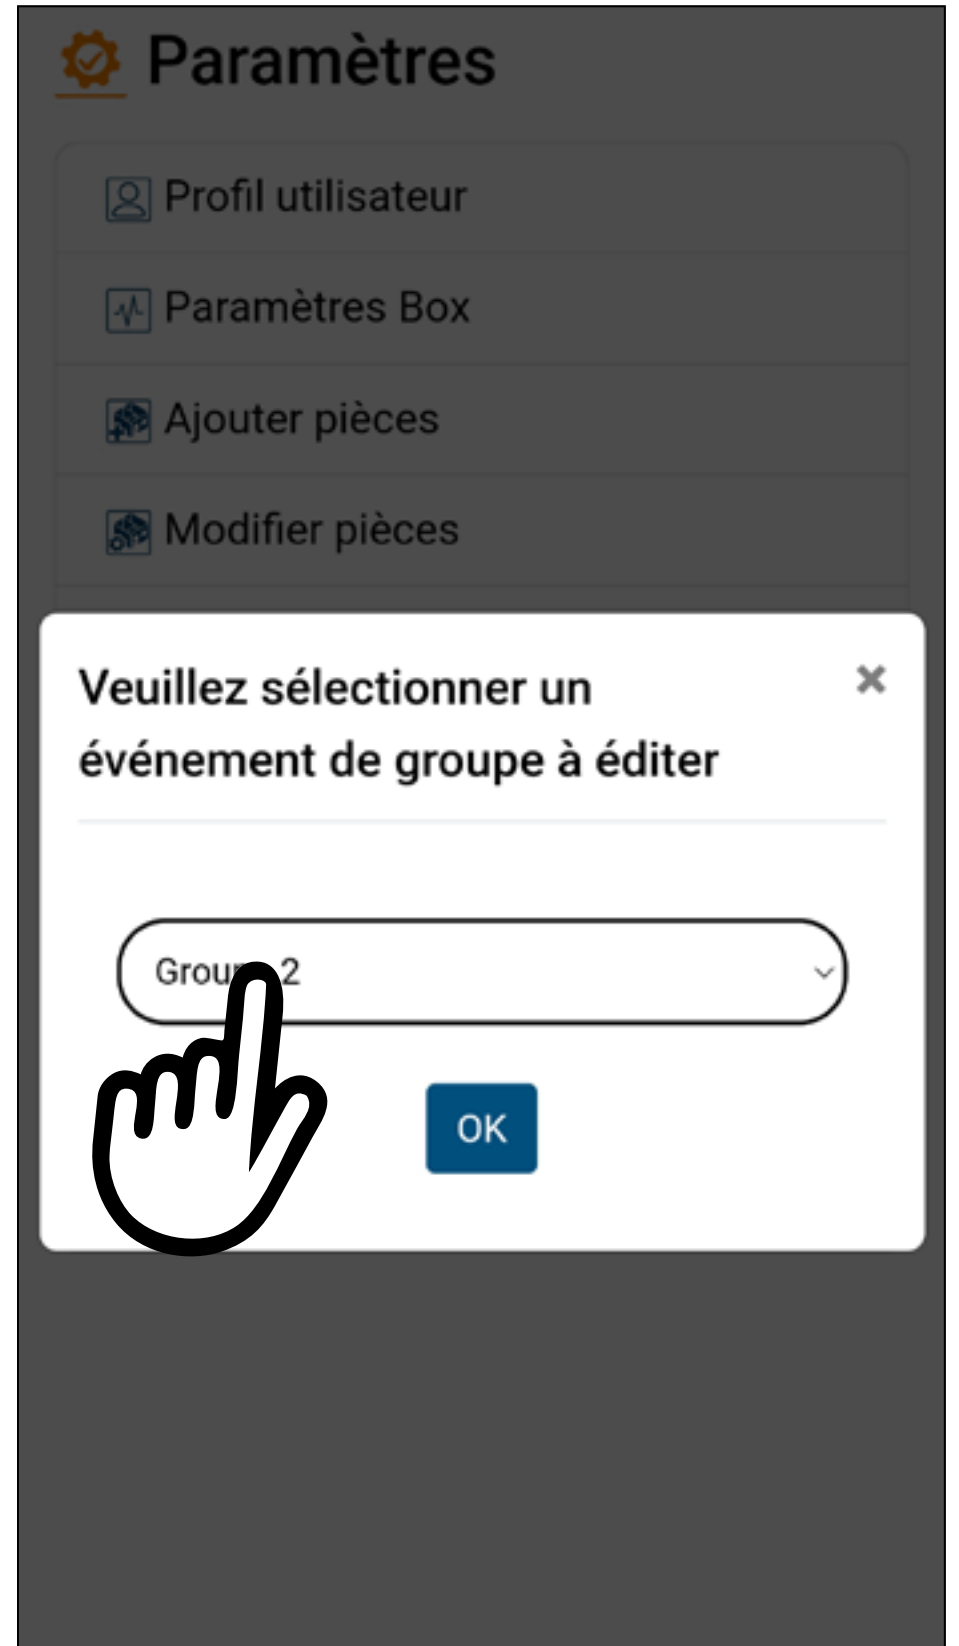 Paramètres
Profil utilisateur
Paramètres Box
Ajouter pièces
Modifier pièces
Veuillez sélectionner un
événement de groupe à éditer
2
OK